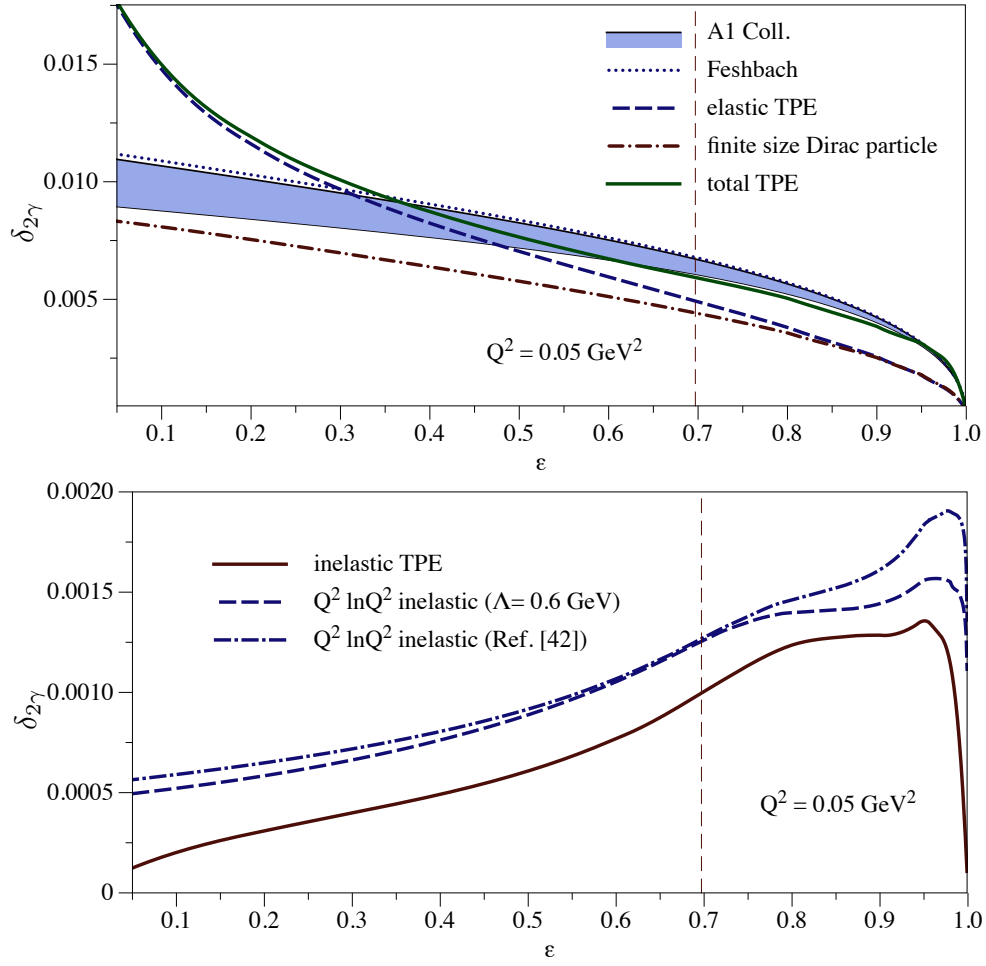 A1 Coll.
Feshbach
elastic TPE
finite size Dirac particle
total TPE
0.015
0.010
0.005
δ₂γ
Q² = 0.05 GeV²
0.1 0.2 0.3 0.4 0.5 0.6 0.7 0.8 0.9 1.0
ε
0.0020
0.0015
0.0010
0.0005
0
δ₂γ
inelastic TPE
Q² lnQ² inelastic (Λ= 0.6 GeV)
Q² lnQ² inelastic (Ref. [42])
Q² = 0.05 GeV²
0.1 0.2 0.3 0.4 0.5 0.6 0.7 0.8 0.9 1.0
ε